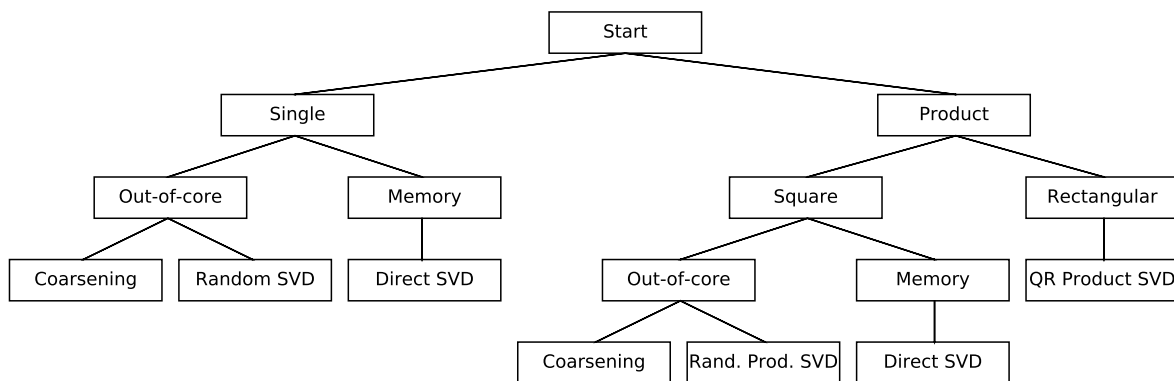 Start
Single
Product
Out-of-core
Memory
Square
Rectangular
Coarsening
Random SVD
Direct SVD
Out-of-core
Memory
QR Product SVD
Coarsening
Rand. Prod. SVD
Direct SVD